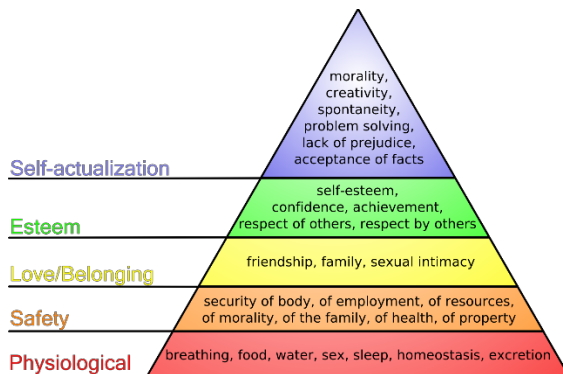 morality,
creativity,
spontaneity,
problem solving,
lack of prejudice,
acceptance of facts
Self-actualization
self-esteem,
confidence, achievement,
respect of others, respect by others
Esteem
friendship, family, sexual intimacy
Love/Belonging
security of body, of employment, of resources,
of morality, of the family, of health, of property
Safety
breathing, food, water, sex, sleep, homeostasis, excretion
Physiological